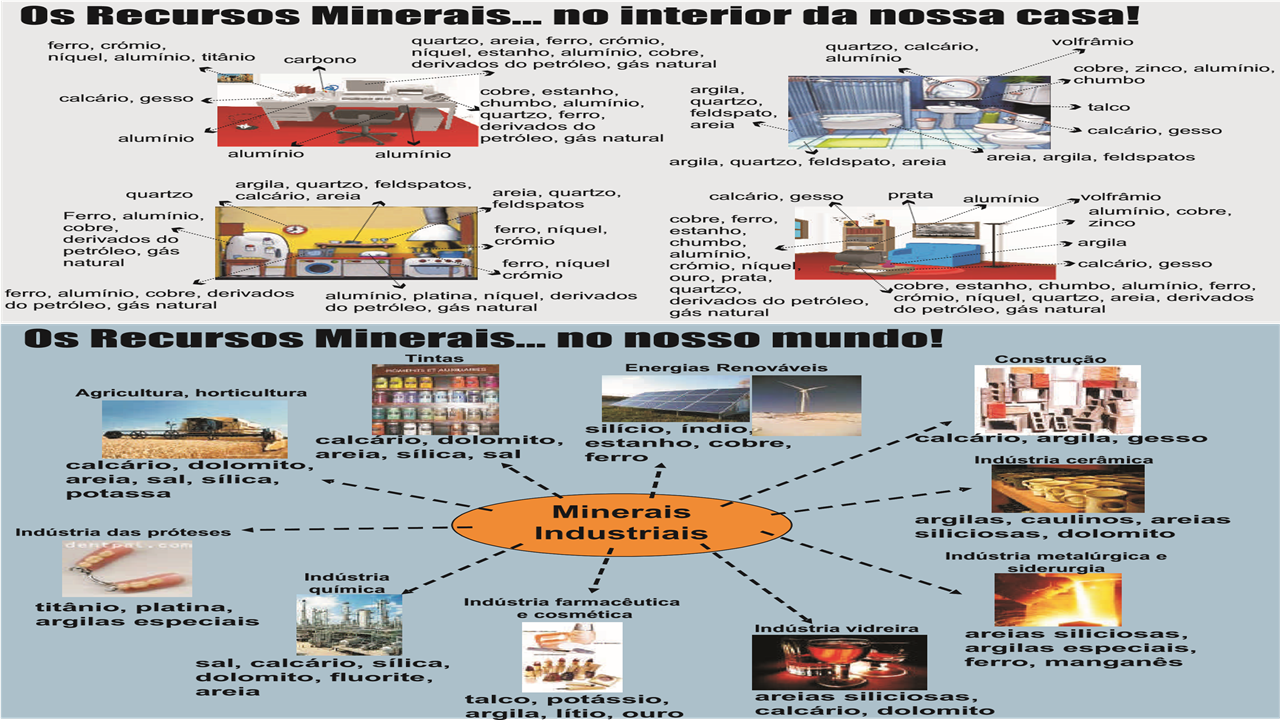 Os Recursos Minerais... no interior da nossa casa!
ferro, crómio,
níquel, alumínio, titânio
carbono
quartzo, areia, ferro, crómio,
níquel, estanho, alumínio, cobre,
derivados do petróleo, gás natural
calcário, gesso
alumínio
alumínio
alumínio
cobre, estanho,
chumbo, alumínio,
quartzo, ferro,
derivados do
petróleo, gás natural
quartzo, calcário,
alumínio
volfrâmio
cobre, zinco, alumínio,
chumbo
argila,
quartzo,
feldspato,
areia
talco
calcário, gesso
argila, quartzo, feldspato, areia
areia, argila, feldspatos
quartzo
argila, quartzo, feldspatos,
calcário, areia
areia, quartzo,
feldspatos
Ferro, alumínio,
cobre,
derivados do
petróleo, gás
natural
ferro, níquel,
crómio
ferro, níquel
crómio
ferro, alumínio, cobre, derivados
do petróleo, gás natural
alumínio, platina, níquel, derivados
do petróleo, gás natural
calcário, gesso
prata
alumínio
volfrâmio
alumínio, cobre,
zinco
argila
calcário, gesso
cobre, ferro,
estanho,
chumbo,
alumínio,
crómio, níquel,
ouro, prata,
quartzo,
derivados do petróleo,
gás natural
cobre, estanho, chumbo, alumínio, ferro,
crómio, níquel, quartzo, areia, derivados
do petróleo, gás natural
Os Recursos Minerais... no nosso mundo!
Tintas
MOMENTS ET AUXILIAIRES
calcário, dolomito,
areia, sílica, sal
Energias Renováveis
silício, índio,
estanho, cobre,
ferro
Construção
calcário, argila, gesso
Agricultura, horticultura
calcário, dolomito,
areia, sal, sílica,
potassa
Indústria cerâmica
argilas, caulinos, areias
siliciosas, dolomito
Minerais
Industriais
Indústria das próteses
titânio, platina,
argilas especiais
Indústria metalúrgica e
siderurgia
areias siliciosas,
argilas especiais,
ferro, manganês
Indústria
química
sal, calcário, sílica,
dolomito, fluorite,
areia
Indústria farmacêutica
e cosmética
talco, potássio,
argila, lítio, ouro
Indústria vidreira
areias siliciosas,
calcário, dolomito